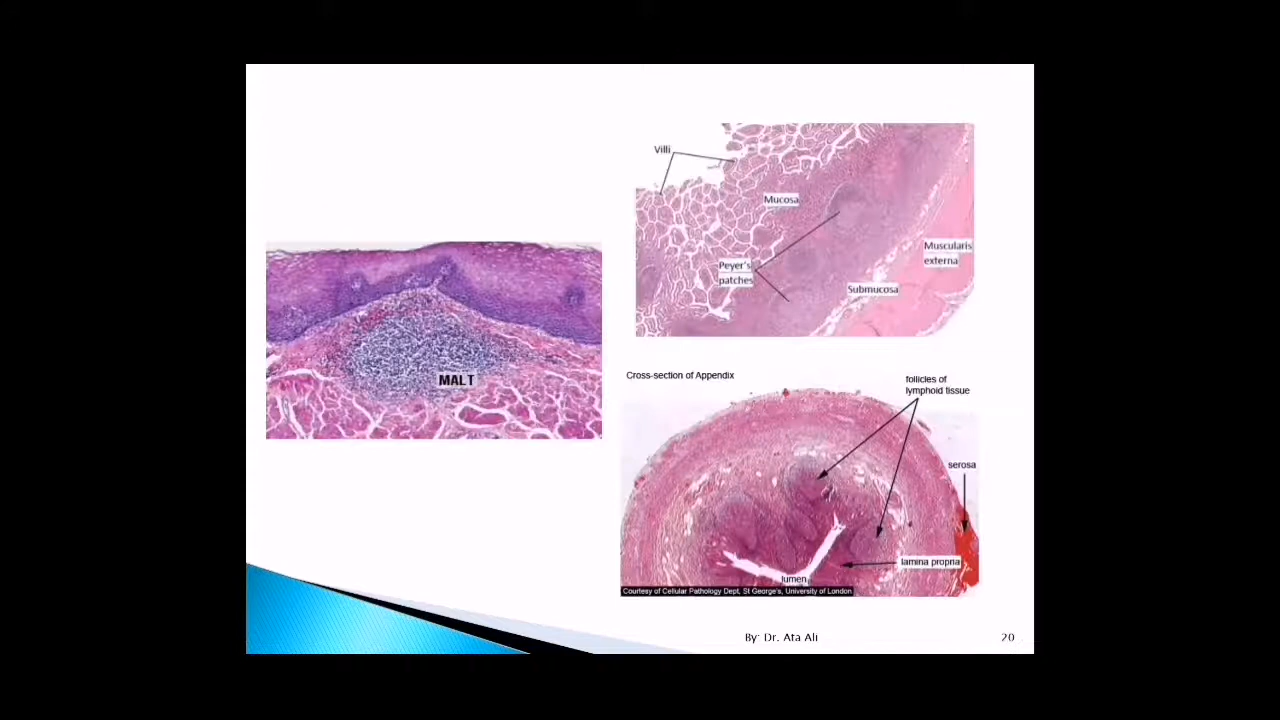 MALT
Villi
Mucosa
Peyer's
patches
Submucosa
Muscularis
externa
Cross-section of Appendix
follicles of
lymphoid tissue
serosa
lamina propria
lumen
Courtesy of Cellular Pathology Dept, St George's, University of London
By: Dr. Ata Ali
20